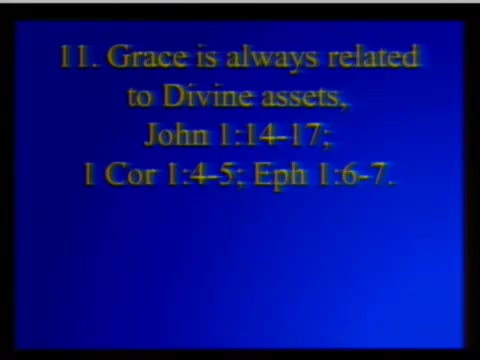 11. Grace is always related
to Divine assets,
John 1:14-17;
1 Cor 1:4-5; Eph 1:6-7.